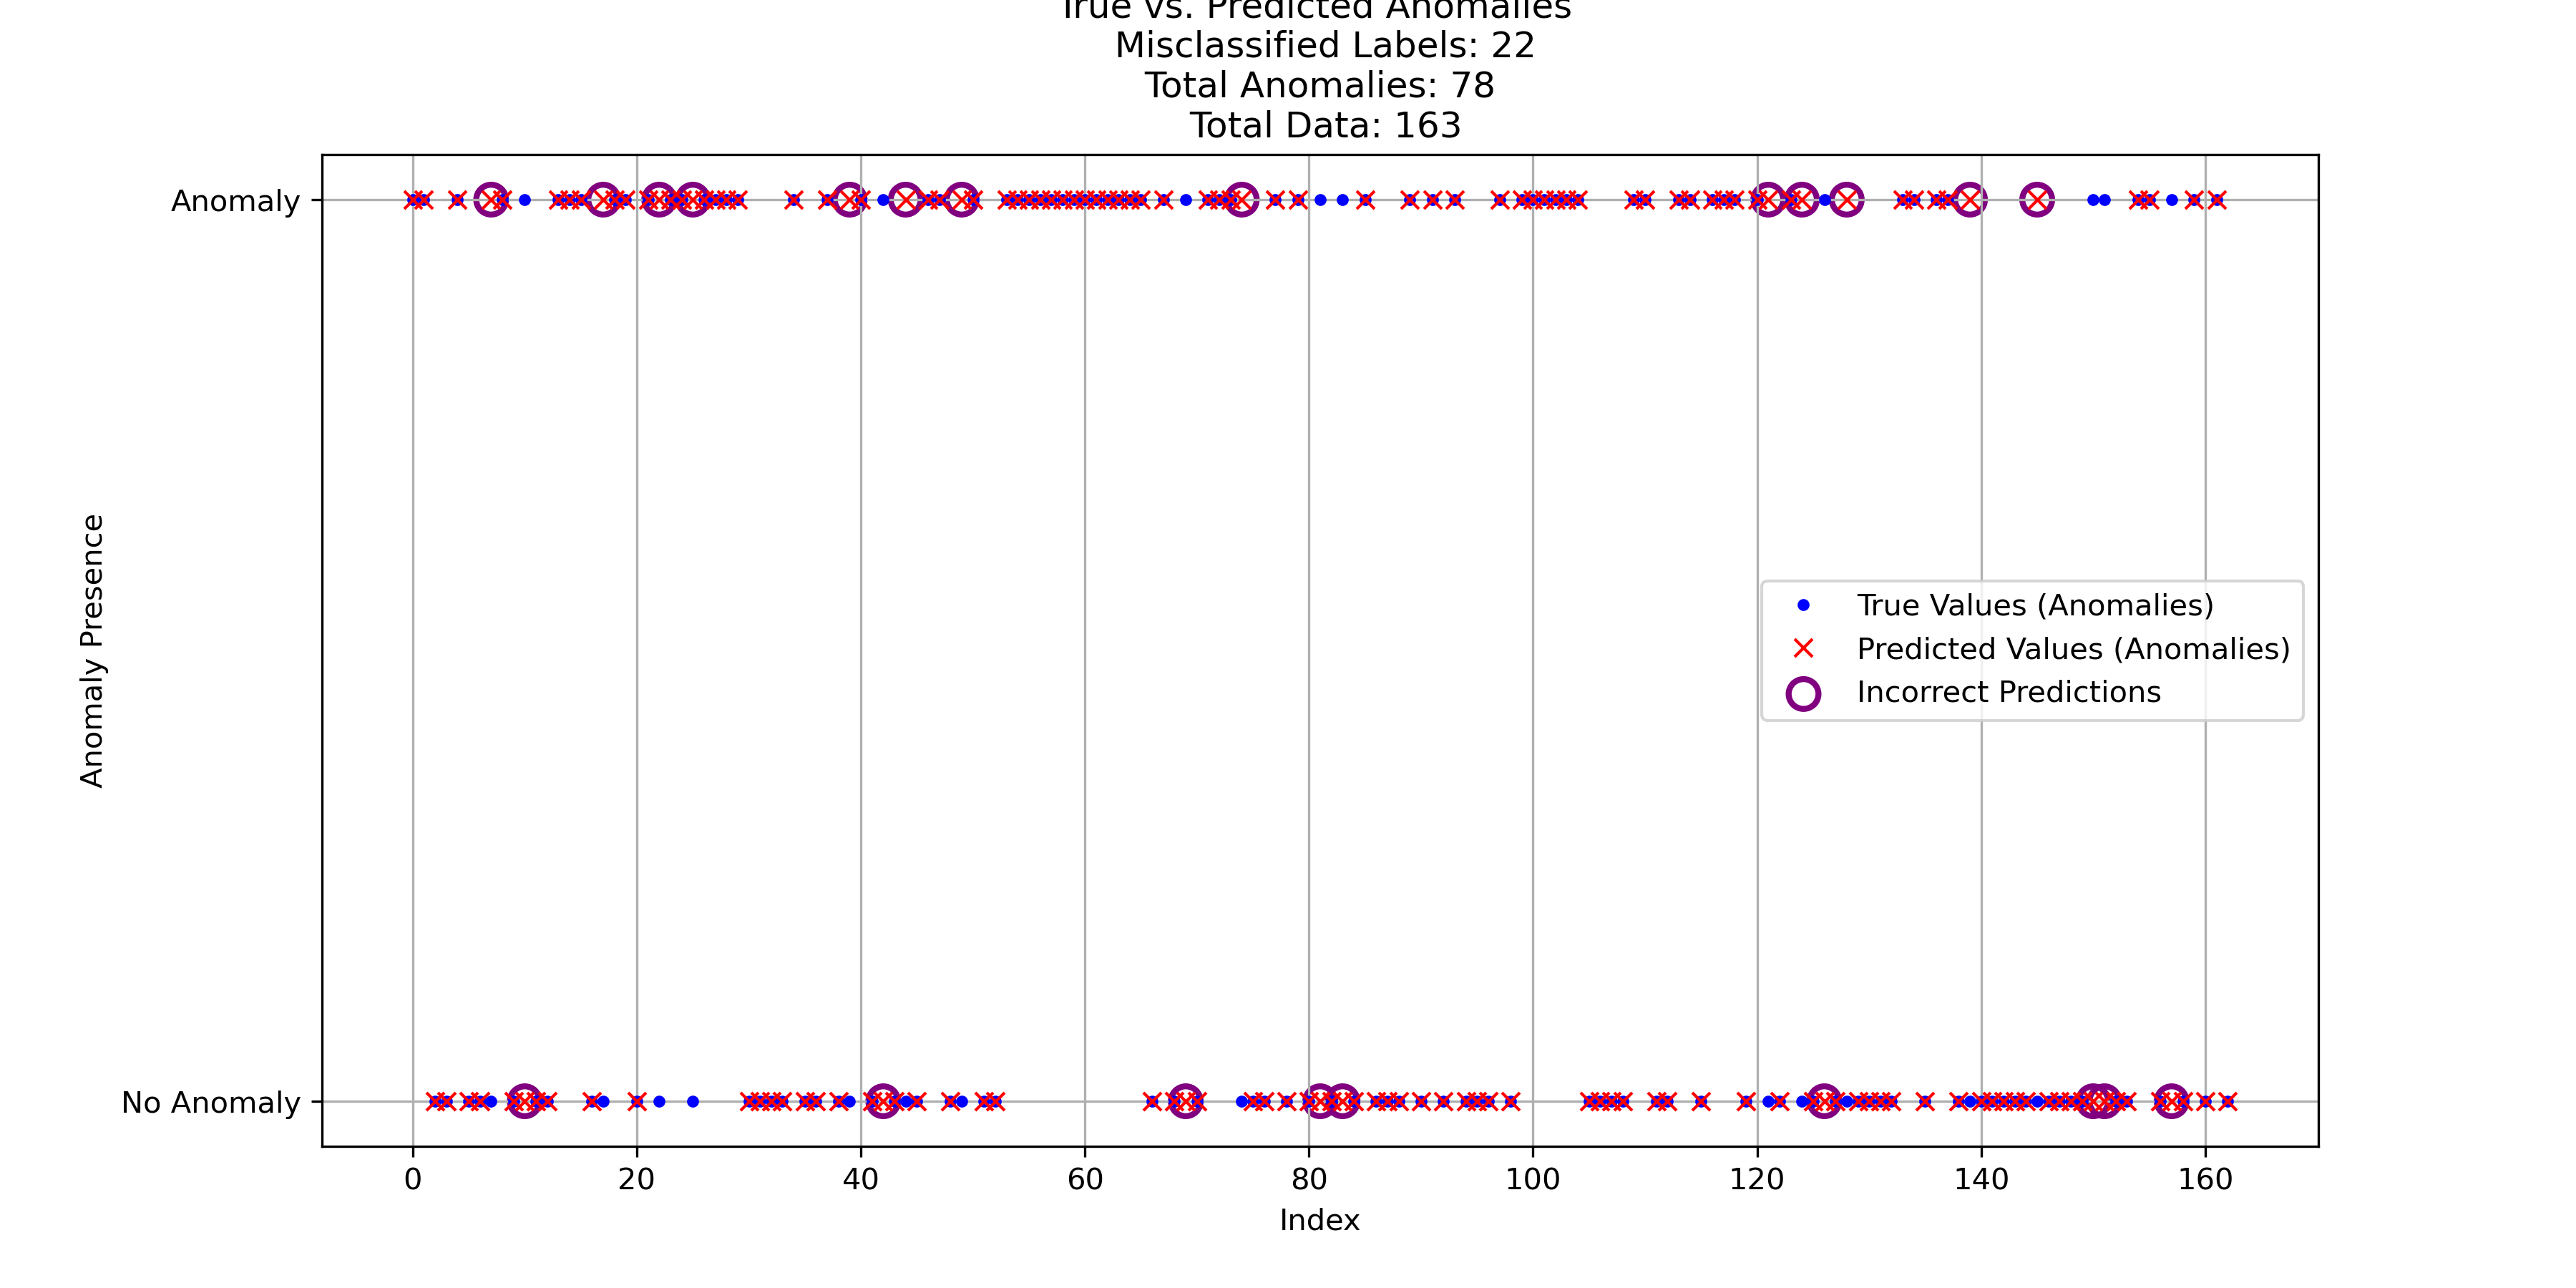 True vs. Predicted Anomalies
Misclassified Labels: 22
Total Anomalies: 78
Total Data: 163
Anomaly
Anomaly Presence
True Values (Anomalies)
Predicted Values (Anomalies)
Incorrect Predictions
No Anomaly
0 20 40 60 80 100 120 140 160
Index